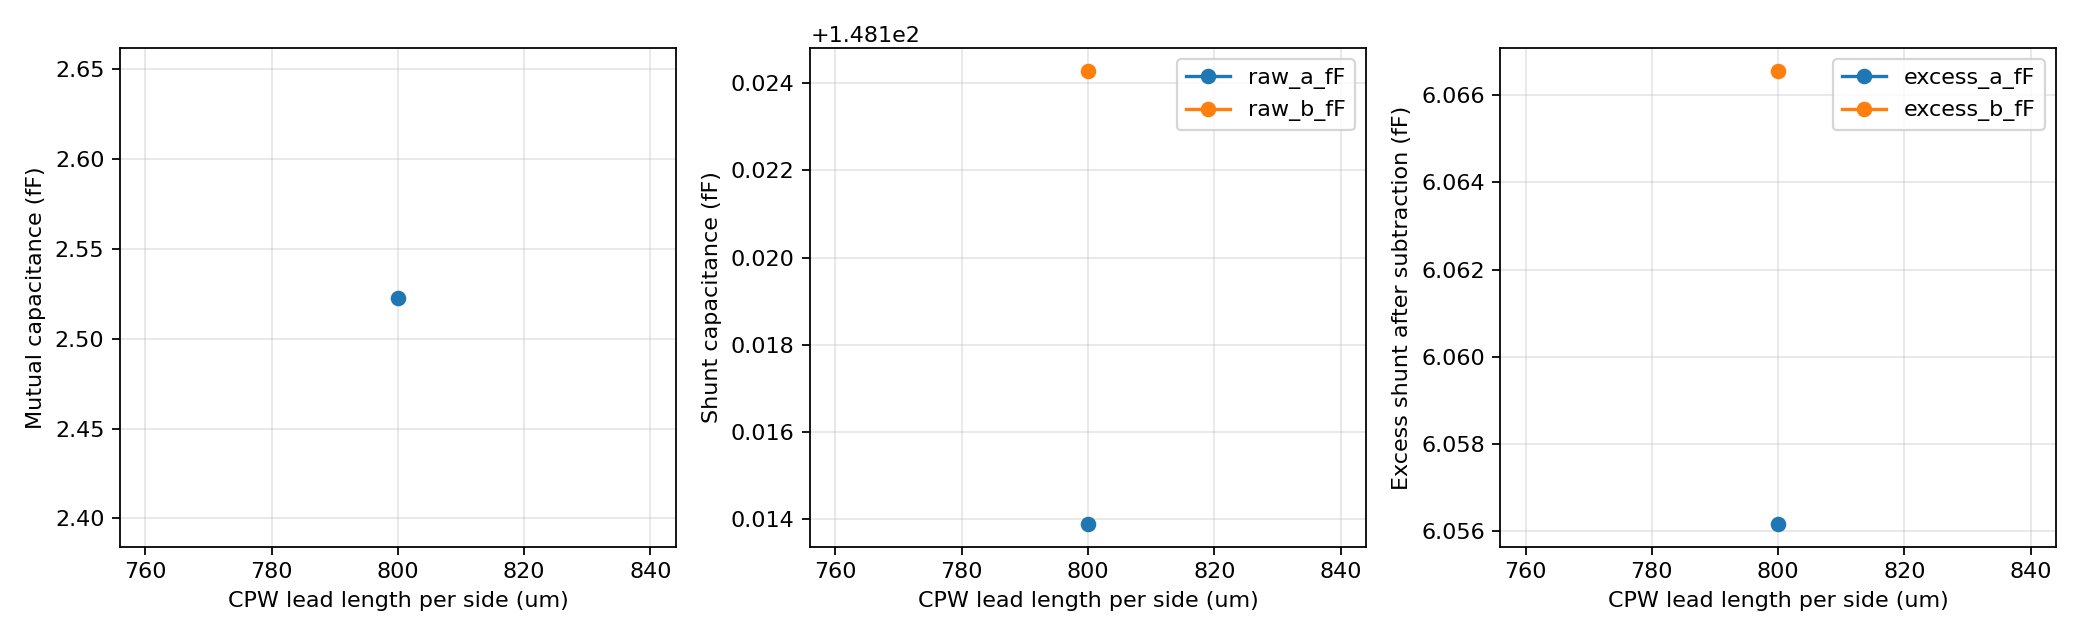 Mutual capacitance (fF)
2.65
2.60
2.55
2.50
2.45
2.40
760 780 800 820 840
CPW lead length per side (um)
+1.481e2
Shunt capacitance (fF)
0.024
0.022
0.020
0.018
0.016
0.014
raw_a_fF
raw_b_fF
760 780 800 820 840
CPW lead length per side (um)
Excess shunt after subtraction (fF)
6.066
6.064
6.062
6.060
6.058
6.056
excess_a_fF
excess_b_fF
760 780 800 820 840
CPW lead length per side (um)